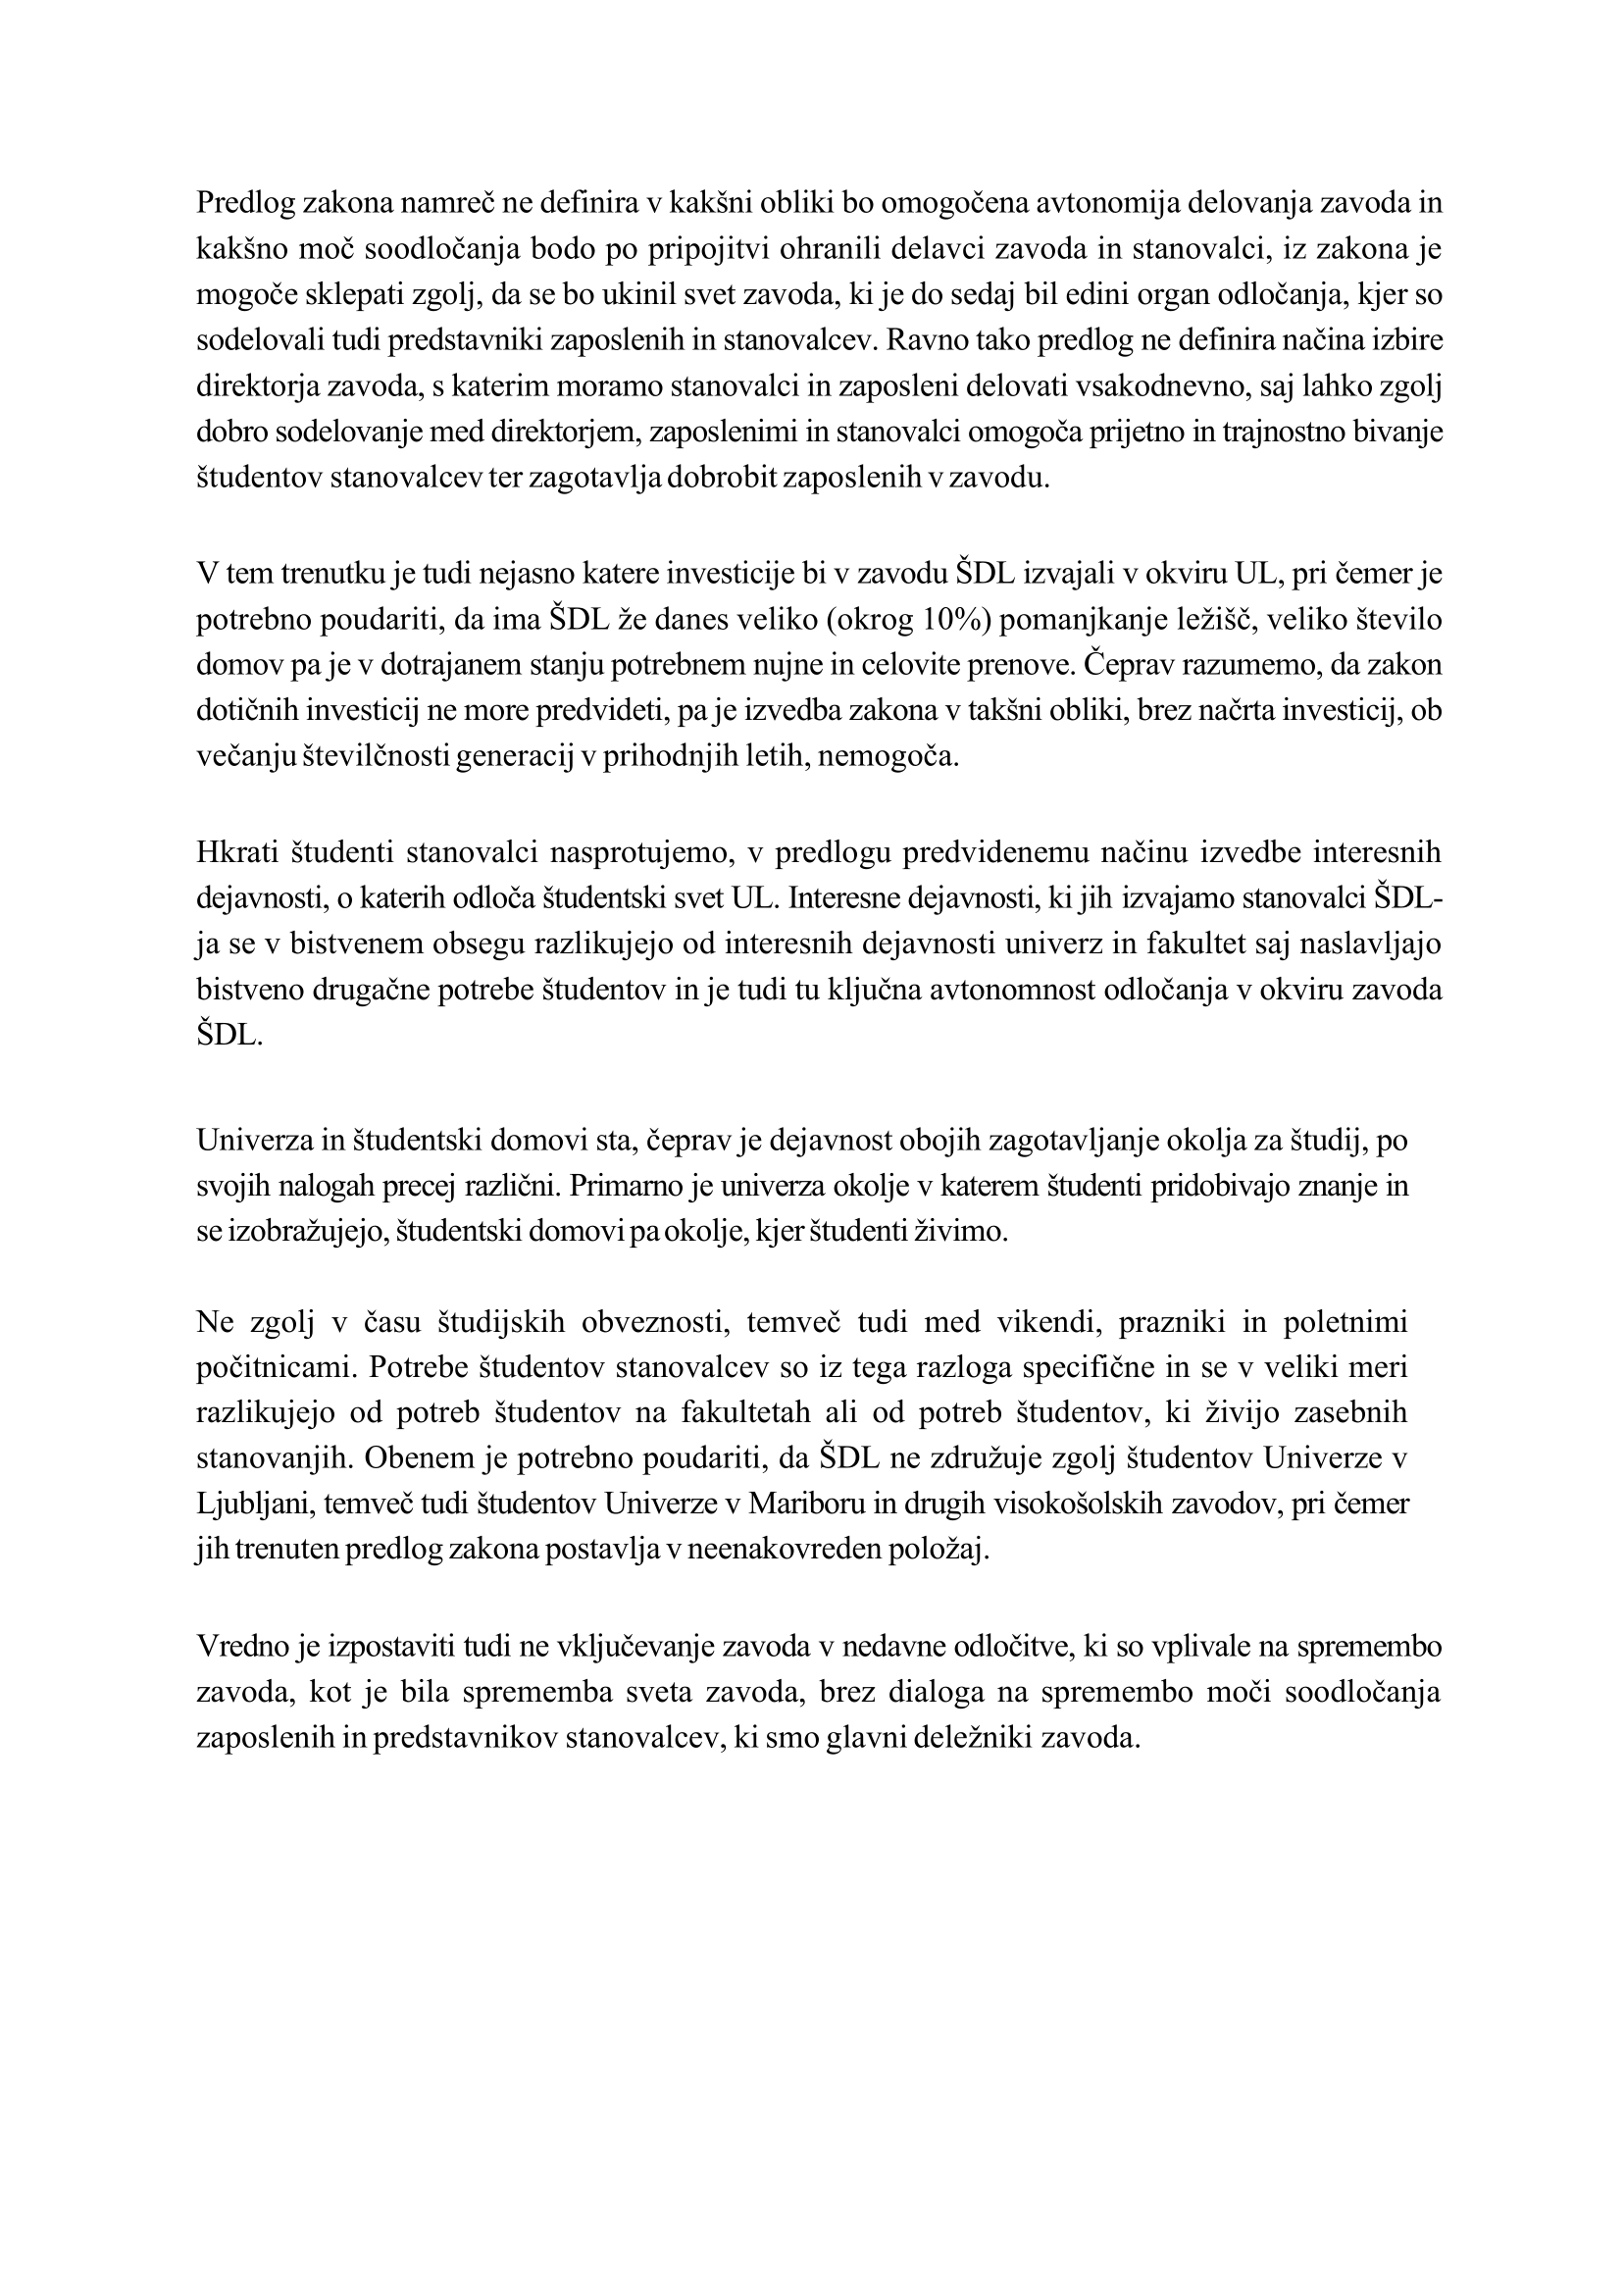 Predlog zakona namreč ne definira v kakšni obliki bo omogočena avtonomija delovanja zavoda in
kakšno moč soodločanja bodo po pripojitvi ohranili delavci zavoda in stanovalci, iz zakona je
mogoče sklepati zgolj, da se bo ukinil svet zavoda, ki je do sedaj bil edini organ odločanja, kjer so
sodelovali tudi predstavniki zaposlenih in stanovalcev. Ravno tako predlog ne definira načina izbire
direktorja zavoda, s katerim moramo stanovalci in zaposleni delovati vsakodnevno, saj lahko zgolj
dobro sodelovanje med direktorjem, zaposlenimi in stanovalci omogoča prijetno in trajnostno bivanje
študentov stanovalcev ter zagotavlja dobrobit zaposlenih v zavodu.
V tem trenutku je tudi nejasno katere investicije bi v zavodu ŠDL izvajali v okviru UL, pri čemer je
potrebno poudariti, da ima ŠDL že danes veliko (okrog 10%) pomanjkanje ležišč, veliko število
domov pa je v dotrajanem stanju potrebnem nujne in celovite prenove. Čeprav razumemo, da zakon
dotičnih investicij ne more predvideti, pa je izvedba zakona v takšni obliki, brez načrta investicij, ob
večanju številčnosti generacij v prihodnjih letih, nemogoča.
Hkrati študenti stanovalci nasprotujemo, v predlogu predvidenemu načinu izvedbe interesnih
dejavnosti, o katerih odloča študentski svet UL. Interesne dejavnosti, ki jih izvajamo stanovalci ŠDL-
ja se v bistvenem obsegu razlikujejo od interesnih dejavnosti univerz in fakultet saj naslavljajo
bistveno drugačne potrebe študentov in je tudi tu ključna avtonomnost odločanja v okviru zavoda
ŠDL.
Univerza in študentski domovi sta, čeprav je dejavnost obojih zagotavljanje okolja za študij, po
svojih nalogah precej različni. Primarno je univerza okolje v katerem študenti pridobivajo znanje in
se izobražujejo, študentski domovi pa okolje, kjer študenti živimo.
Ne zgolj v času študijskih obveznosti, temveč tudi med vikendi, prazniki in poletnimi
počitnicami. Potrebe študentov stanovalcev so iz tega razloga specifične in se v veliki meri
razlikujejo od potreb študentov na fakultetah ali od potreb študentov, ki živijo zasebnih
stanovanjih. Obenem je potrebno poudariti, da ŠDL ne združuje zgolj študentov Univerze v
Ljubljani, temveč tudi študentov Univerze v Mariboru in drugih visokošolskih zavodov, pri čemer
jih trenuten predlog zakona postavlja v neenakovreden položaj.
Vredno je izpostaviti tudi ne vključevanje zavoda v nedavne odločitve, ki so vplivale na spremembo
zavoda, kot je bila sprememba sveta zavoda, brez dialoga na spremembo moči soodločanja
zaposlenih in predstavnikov stanovalcev, ki smo glavni deležniki zavoda.